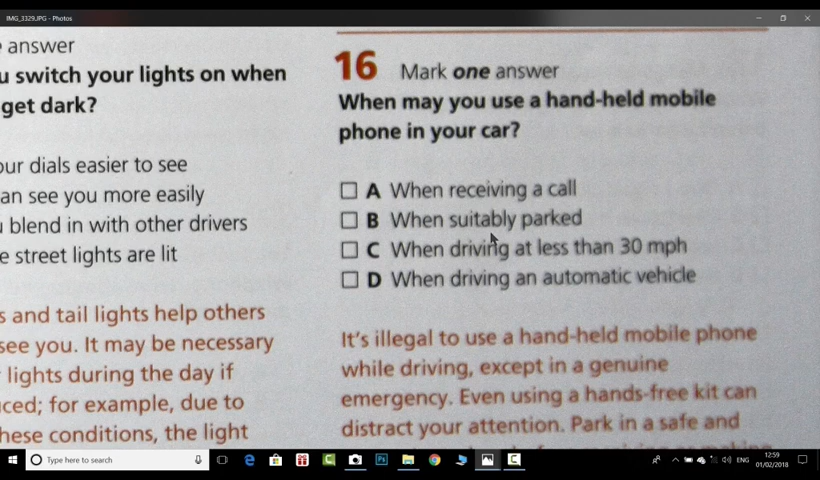 IMG_3329.JPG - Photos
answer
u switch your lights on when
get dark?
our dials easier to see
an see you more easily
blend in with other drivers
e street lights are lit
s and tail lights help others
see you. It may be necessary
lights during the day if
ced; for example, due to
hese conditions, the light
16 Mark one answer
When may you use a hand-held mobile
phone in your car?
A When receiving a call
B When suitably parked
C When driving at less than 30 mph
D When driving an automatic vehicle
It's illegal to use a hand-held mobile phone
while driving, except in a genuine
emergency. Even using a hands-free kit can
distract your attention. Park in a safe and
Type here to search
ENG
12:59
01/02/2018